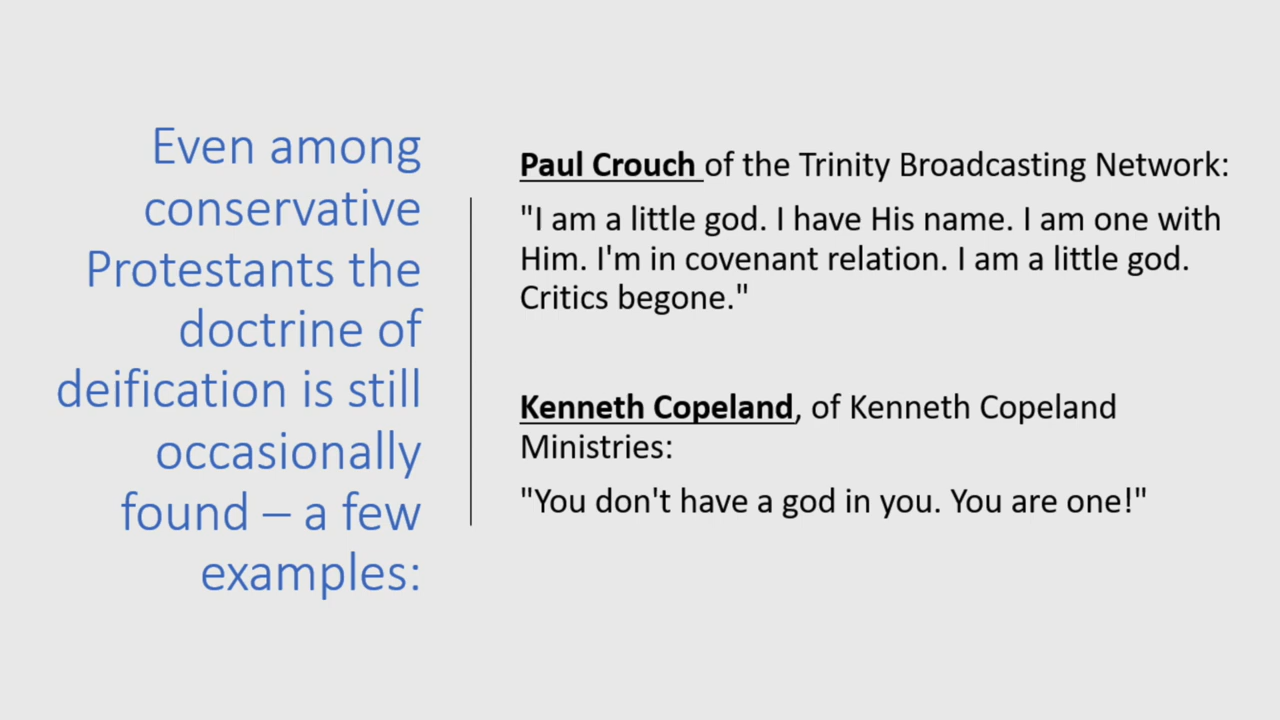 Even among
conservative
Protestants the
doctrine of
deification is still
occasionally
found – a few
examples:
Paul Crouch of the Trinity Broadcasting Network:
"I am a little god. I have His name. I am one with
Him. I'm in covenant relation. I am a little god.
Critics begone."
Kenneth Copeland, of Kenneth Copeland
Ministries:
"You don't have a god in you. You are one!"